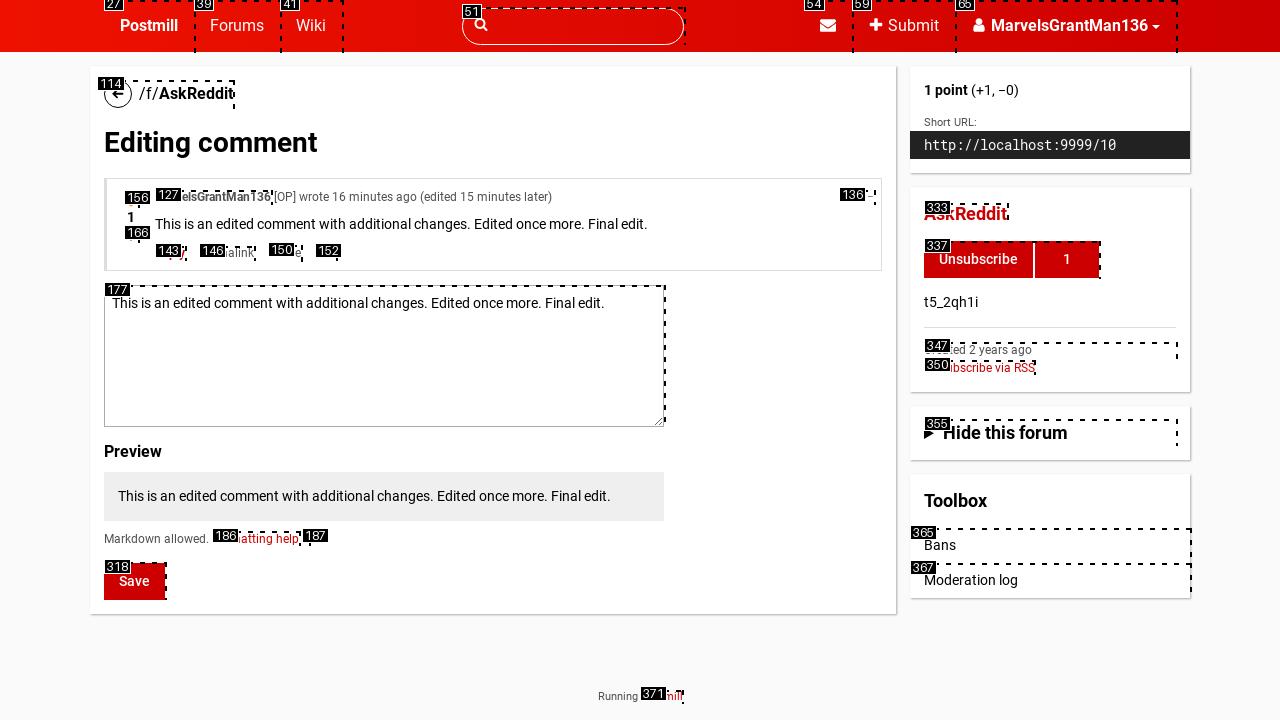 27 39 41 51 54 59 65
Postmill Forums Wiki Submit MarvelsGrantMan136
114 /f/AskReddit
Editing comment
156 127 elsGrantMan136 [OP] wrote 16 minutes ago (edited 15 minutes later) 136 –
1
This is an edited comment with additional changes. Edited once more. Final edit.
166 143 146 alink 150 e 152
177
This is an edited comment with additional changes. Edited once more. Final edit.
Preview
This is an edited comment with additional changes. Edited once more. Final edit.
Markdown allowed. 186 atting help 187
318
Save
1 point (+1, −0)
Short URL:
http://localhost:9999/10
333
AskReddit
337
Unsubscribe 1
t5_2qh1i
347 ed 2 years ago
350 bscribe via RSS
355
Hide this forum
Toolbox
365
Bans
367
Moderation log
Running 371 mill